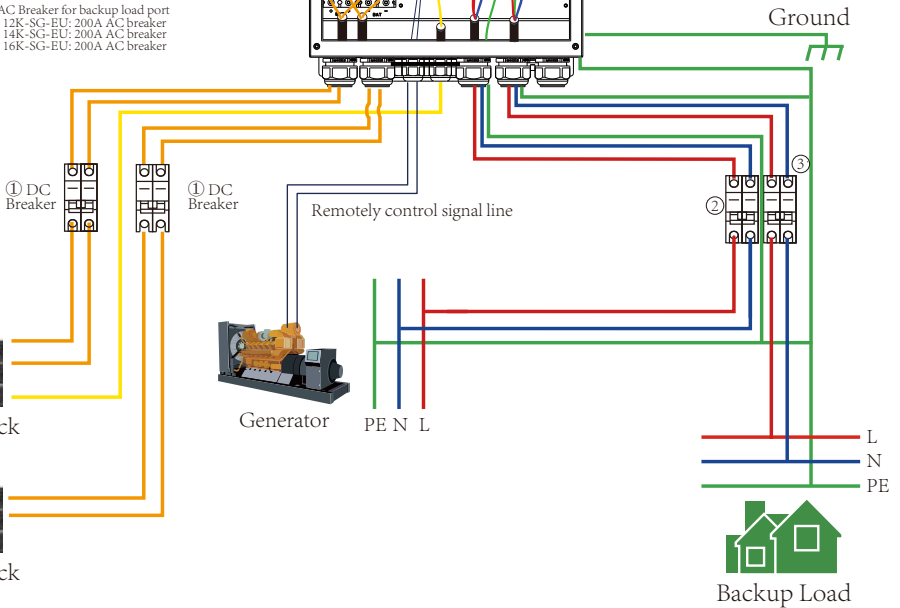 AC Breaker for backup load port
12K-SG-EU: 200A AC breaker
14K-SG-EU: 200A AC breaker
16K-SG-EU: 200A AC breaker
BAT
Ground
① DC
Breaker
① DC
Breaker
②
③
Remotely control signal line
Generator
PE N L
ck
ck
L
N
PE
Backup Load